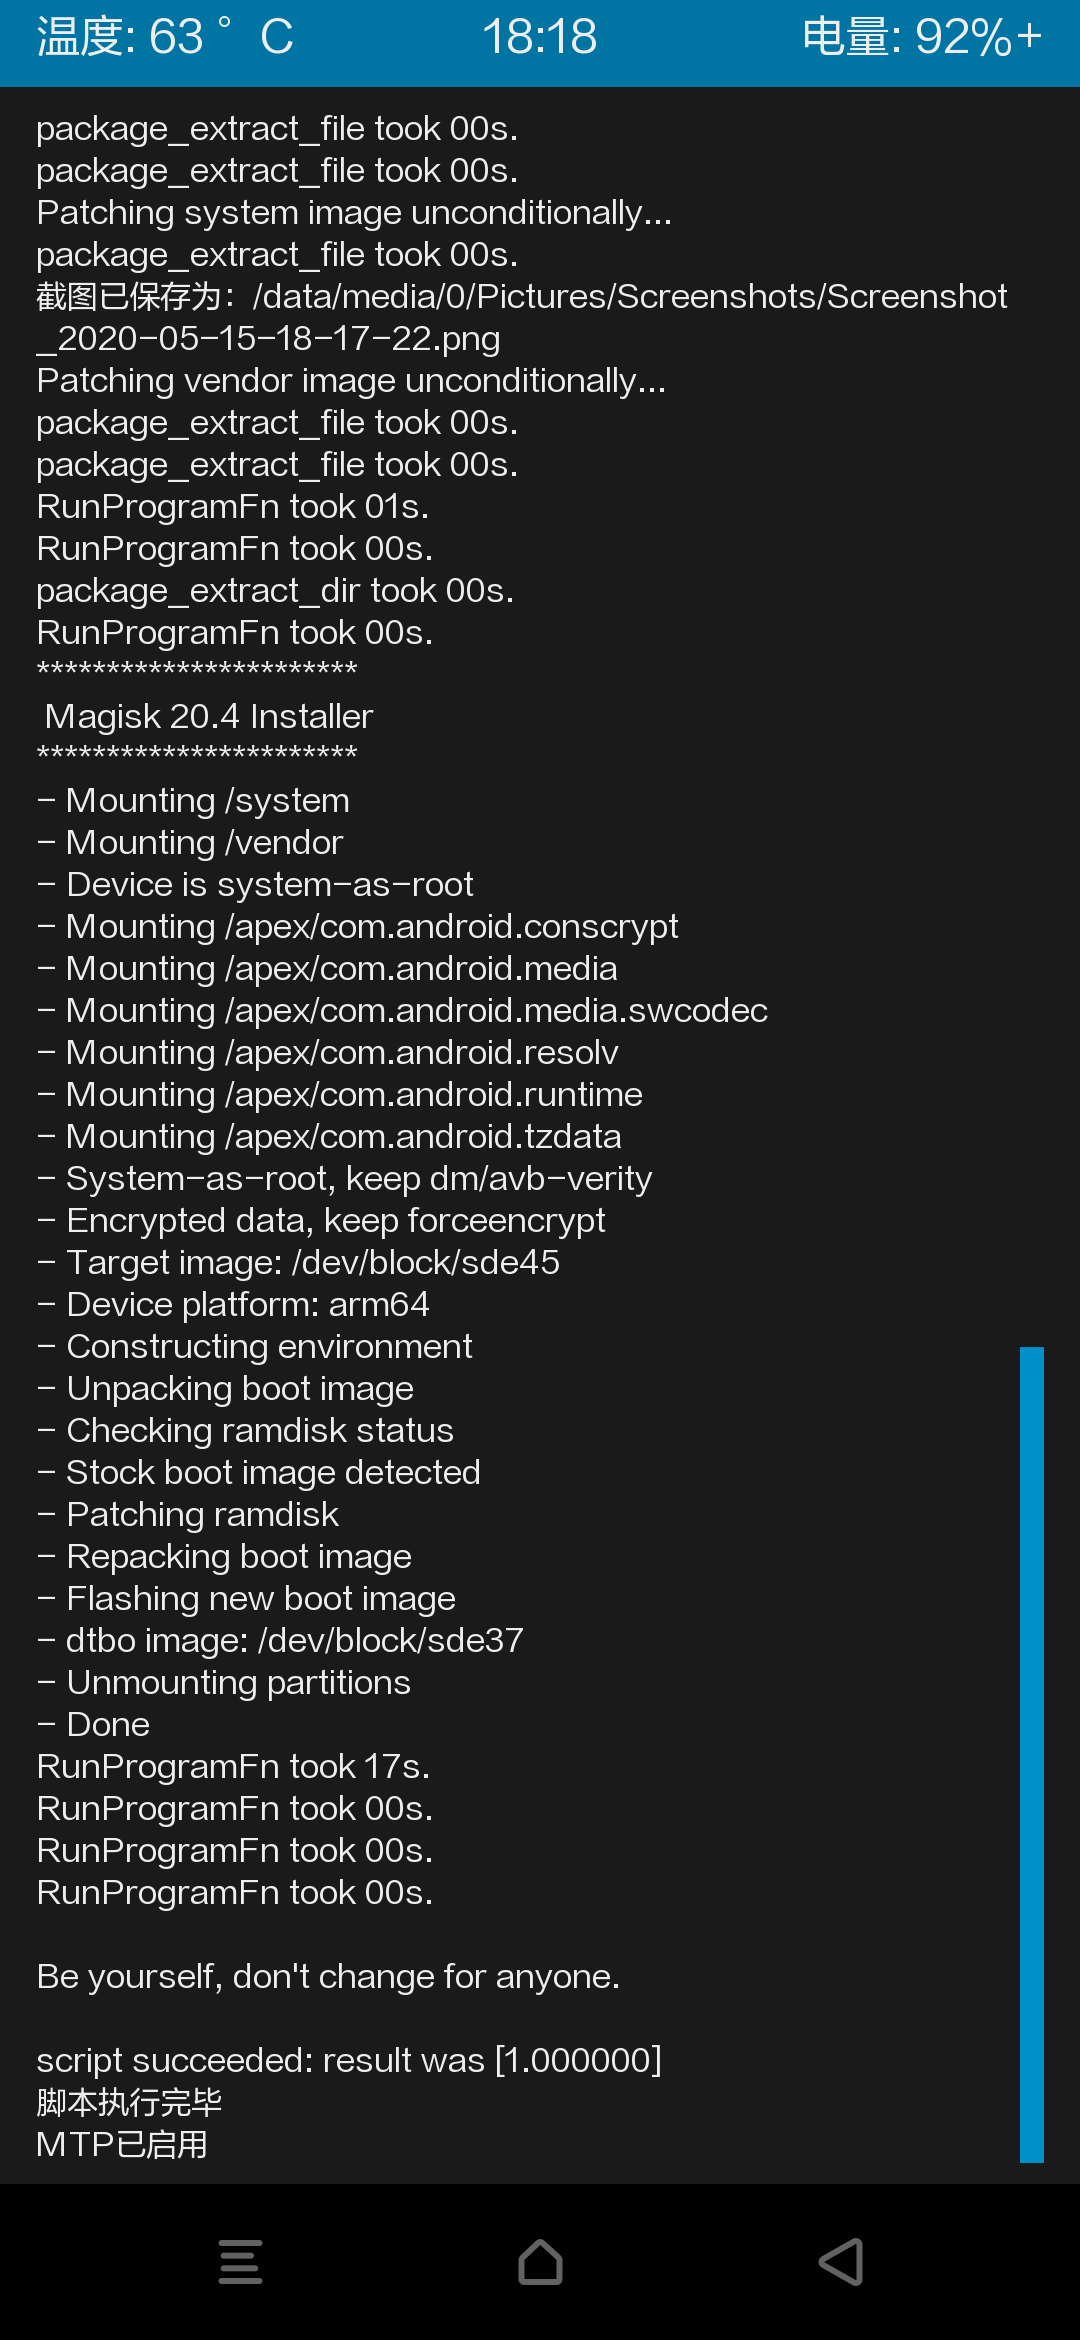 温度: 63 °C 18:18 电量: 92%+
package_extract_file took 00s.
package_extract_file took 00s.
Patching system image unconditionally...
package_extract_file took 00s.
截图已保存为：/data/media/0/Pictures/Screenshots/Screenshot
_2020-05-15-18-17-22.png
Patching vendor image unconditionally...
package_extract_file took 00s.
package_extract_file took 00s.
RunProgramFn took 01s.
RunProgramFn took 00s.
package_extract_dir took 00s.
RunProgramFn took 00s.
***********************
Magisk 20.4 Installer
***********************
- Mounting /system
- Mounting /vendor
- Device is system-as-root
- Mounting /apex/com.android.conscrypt
- Mounting /apex/com.android.media
- Mounting /apex/com.android.media.swcodec
- Mounting /apex/com.android.resolv
- Mounting /apex/com.android.runtime
- Mounting /apex/com.android.tzdata
- System-as-root, keep dm/avb-verity
- Encrypted data, keep forceencrypt
- Target image: /dev/block/sde45
- Device platform: arm64
- Constructing environment
- Unpacking boot image
- Checking ramdisk status
- Stock boot image detected
- Patching ramdisk
- Repacking boot image
- Flashing new boot image
- dtbo image: /dev/block/sde37
- Unmounting partitions
- Done
RunProgramFn took 17s.
RunProgramFn took 00s.
RunProgramFn took 00s.
RunProgramFn took 00s.
Be yourself, don't change for anyone.
script succeeded: result was [1.000000]
脚本执行完毕
MTP已启用